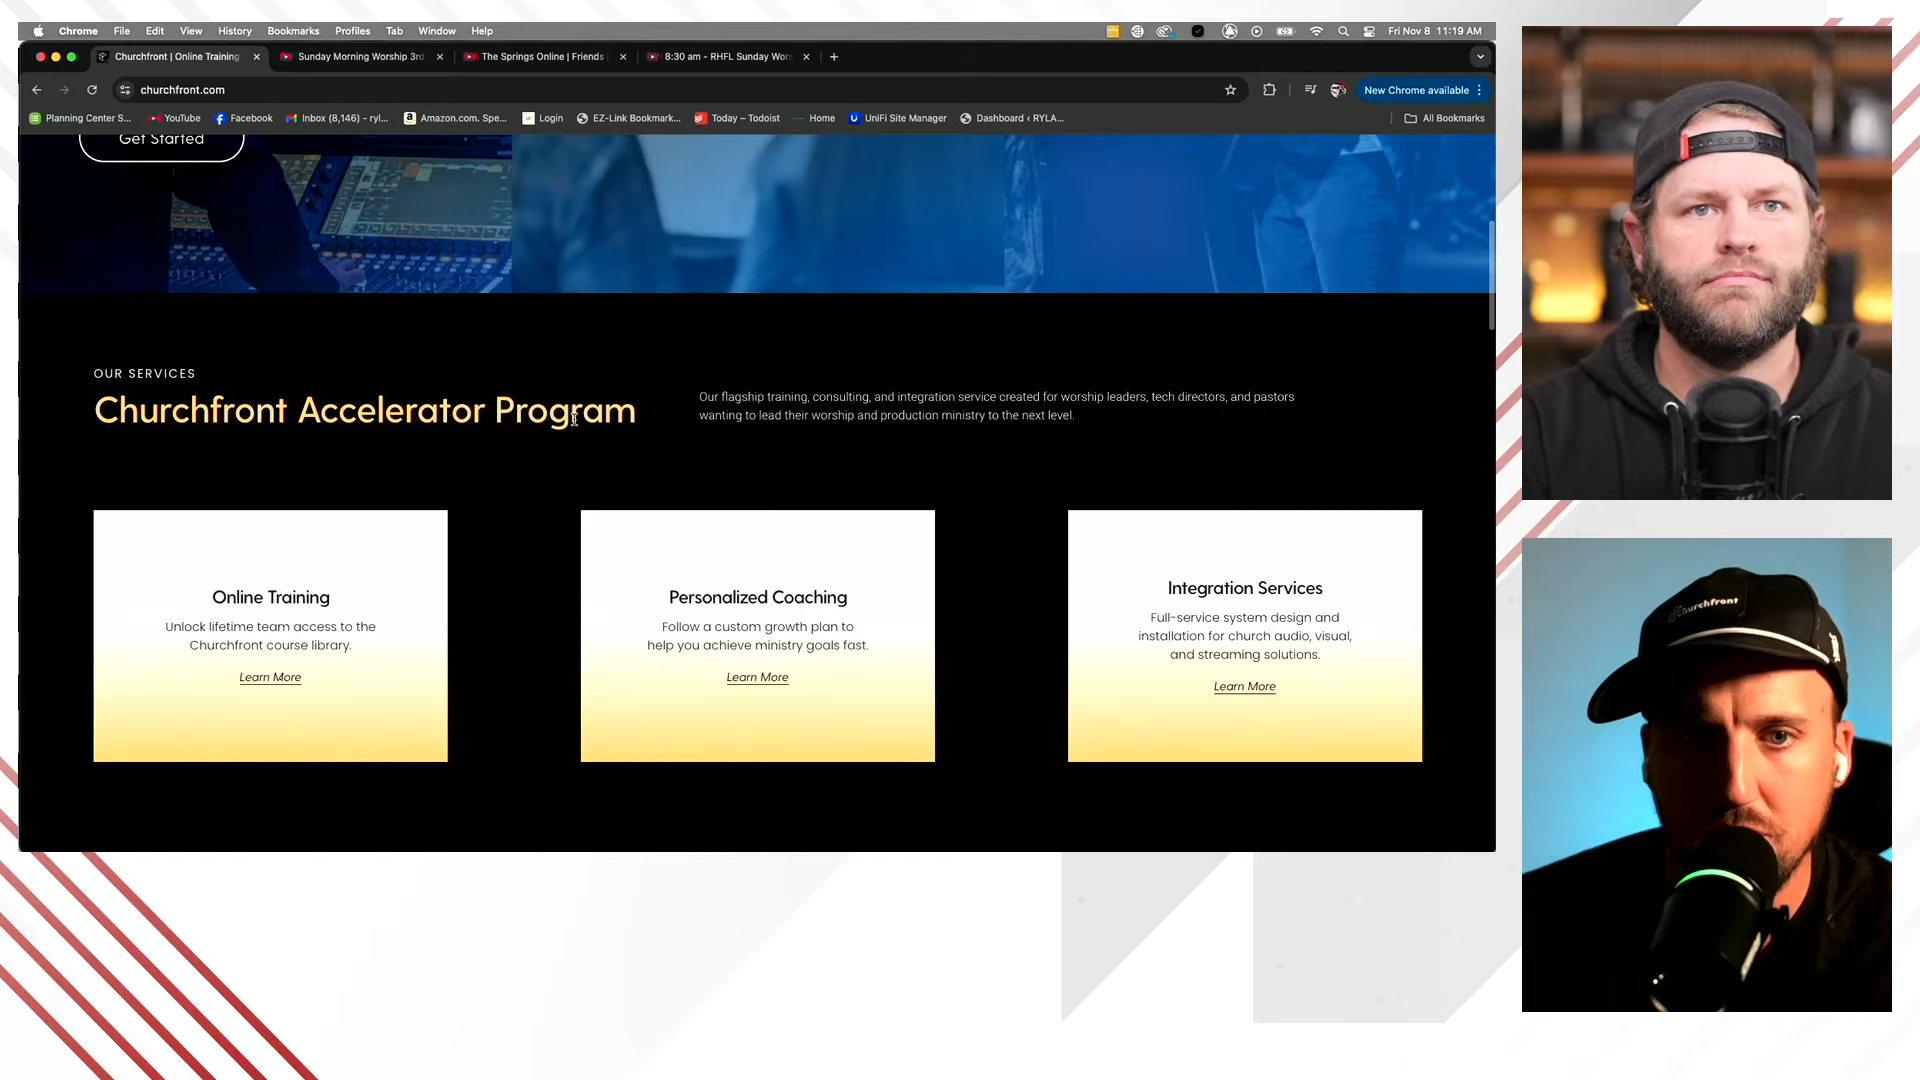 Chrome File Edit View History Bookmarks Profiles Tab Window Help Fri Nov 8 11:19 AM
Churchfront | Online Training Sunday Morning Worship 3rd The Springs Online | Friends 8:30 am - RHFL Sunday Wors
churchfront.com New Chrome available
Planning Center S... YouTube Facebook Inbox (8,146) - ryl... Amazon.com. Spe... Login EZ-Link Bookmark... Today – Todoist Home UniFi Site Manager Dashboard ‹ RYLA... All Bookmarks
Get Started
OUR SERVICES
Churchfront Accelerator Program
Our flagship training, consulting, and integration service created for worship leaders, tech directors, and pastors
wanting to lead their worship and production ministry to the next level.
Online Training
Unlock lifetime team access to the
Churchfront course library.
Learn More
Personalized Coaching
Follow a custom growth plan to
help you achieve ministry goals fast.
Learn More
Integration Services
Full-service system design and
installation for church audio, visual,
and streaming solutions.
Learn More
Churchfront